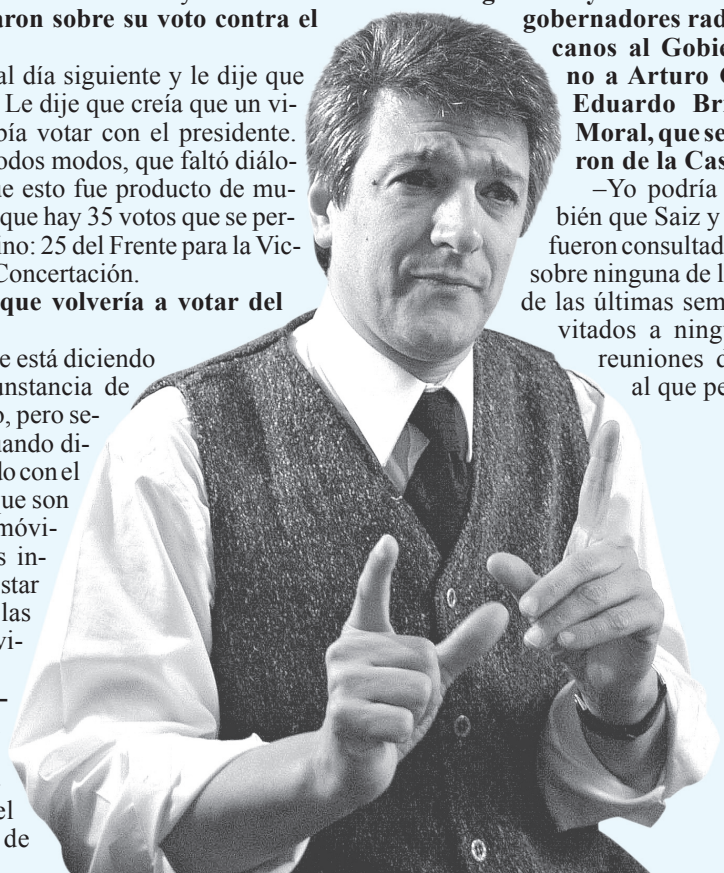 aron sobre su voto contra el
al día siguiente y le dije que
Le dije que creía que un vi-
bía votar con el presidente.
odos modos, que faltó diálo-
ue esto fue producto de mu-
que hay 35 votos que se per-
ino: 25 del Frente para la Vic-
Concertación.
que volvería a votar del
e está diciendo
unstancia de
o, pero se-
uando di-
do con el
que son
móvi-
s in-
star
las
vi-
-
el
de
gobernadores rad
canos al Gobie
no a Arturo
Eduardo Br
Moral, que se
ron de la Cas
–Yo podría
bién que Saiz y
fueron consultad
sobre ninguna de l
de las últimas sem
vitados a ning
reuniones d
al que pe